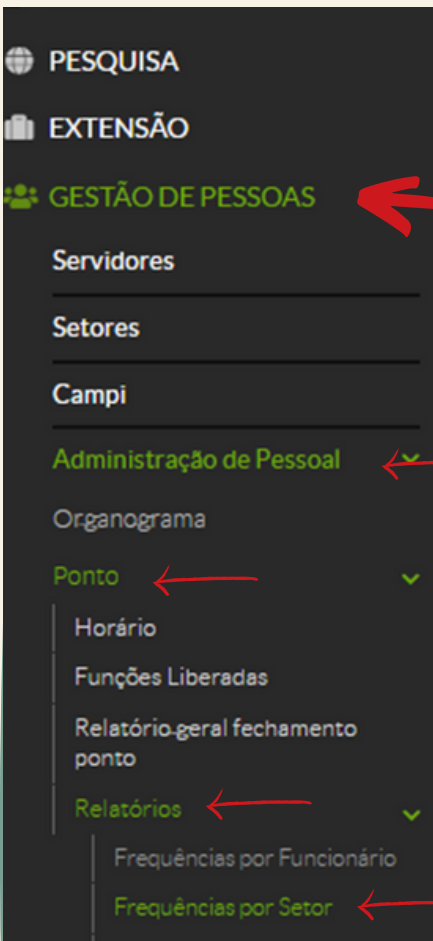 PESQUISA
EXTENSÃO
GESTÃO DE PESSOAS
Servidores
Setores
Campi
Administração de Pessoal
Organograma
Ponto
Horário
Funções Liberadas
Relatório geral fechamento
ponto
Relatórios
Frequências por Funcionário
Frequências por Setor